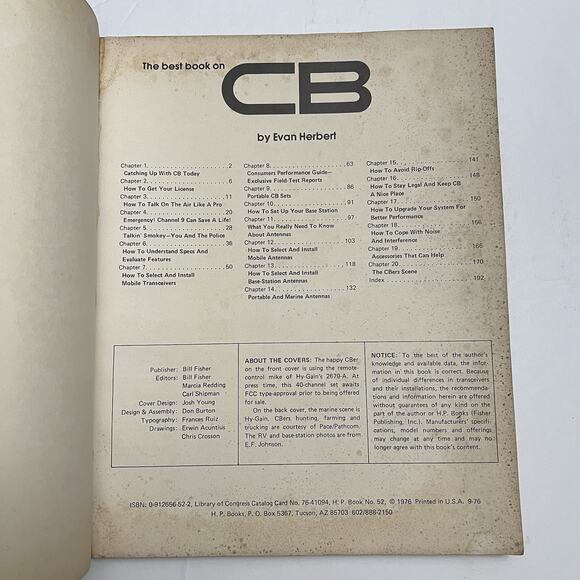 The best book on CB
by Evan Herbert
Chapter 1. . . . . . . . . . . . . . . . . . . . 2
Catching Up With CB Today
Chapter 2. . . . . . . . . . . . . . . . . . . . 6
How To Get Your License
Chapter 3. . . . . . . . . . . . . . . . . . . . 11
How To Talk On The Air Like A Pro
Chapter 4. . . . . . . . . . . . . . . . . . . . 20
Emergency! Channel 9 Can Save A Life!
Chapter 5. . . . . . . . . . . . . . . . . . . . 28
Talkin' Smokey—You And The Police
Chapter 6. . . . . . . . . . . . . . . . . . . . 36
How To Understand Specs And
Evaluate Features
Chapter 7. . . . . . . . . . . . . . . . . . . . 50
How To Select And Install
Mobile Transceivers
Chapter 8. . . . . . . . . . . . . . . . . . . . 63
Consumers Performance Guide—
Exclusive Field-Test Reports
Chapter 9. . . . . . . . . . . . . . . . . . . . 86
Portable CB Sets
Chapter 10. . . . . . . . . . . . . . . . . . . 91
How To Set Up Your Base Station
Chapter 11. . . . . . . . . . . . . . . . . . . 97
What You Really Need To Know
About Antennas
Chapter 12. . . . . . . . . . . . . . . . . . 103
How To Select And Install
Mobile Antennas
Chapter 13. . . . . . . . . . . . . . . . . . 118
How To Select And Install
Base-Station Antennas
Chapter 14. . . . . . . . . . . . . . . . . . 132
Portable and Marine Antennas
Chapter 15. . . . . . . . . . . . . . . . . . 141
How To Avoid Rip-Offs
Chapter 16. . . . . . . . . . . . . . . . . . 148
How To Stay Legal And Keep CB
A Nice Place
Chapter 17. . . . . . . . . . . . . . . . . . 150
How To Upgrade Your System For
Better Performance
Chapter 18. . . . . . . . . . . . . . . . . . 156
How To Cope With Noise
And Interference
Chapter 19. . . . . . . . . . . . . . . . . . 166
Accessories That Can Help
Chapter 20. . . . . . . . . . . . . . . . . . 170
The CBers Scene
Index . . . . . . . . . . . . . . . . . . . . . 192
Publisher: Bill Fisher
Editors: Bill Fisher
Marcia Redding
Carl Shipman
Cover Design: Josh Young
Design & Assembly: Don Burton
Typography: Frances Ruiz
Drawings: Erwin Acuntius
Chris Crosson
ABOUT THE COVERS: The happy CBer
on the front cover is using the remote-
control mike of Hy-Gain's 2679-A. At
press time, this 40-channel set awaits
FCC type-approval prior to being offered
for sale.
On the back cover, the marine scene is
Hy-Gain, CBers hunting, farming and
trucking are courtesy of Pace/Pathcom.
The RV and base-station photos are from
E.F. Johnson.
NOTICE: To the best of the author's
knowledge and available data, the infor-
mation in this book is correct. Because
of individual differences in transceivers
and their installations, the recommenda-
tions and information herein are offered
without guarantees of any kind on the
part of the author or H.P. Books (Fisher
Publishing, Inc.) Manufacturers' specifi-
cations, model numbers and offerings
may change at any time and may no
longer agree with this book's content.
ISBN: 0-912656-52-2, Library of Congress Catalog Card No. 76-41094, H. P. Book No. 52, © 1976 Printed in U.S.A. 9-76
H. P. Books, P. O. Box 5367, Tucson, AZ 85703 602/888-2150